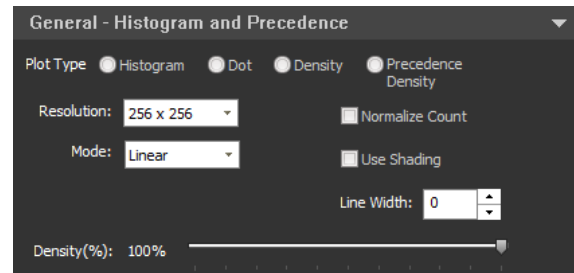 General - Histogram and Precedence
Plot Type Histogram Dot Density Precedence
Density
Resolution: 256 x 256 Normalize Count
Mode: Linear Use Shading
Line Width: 0
Density(%): 100%